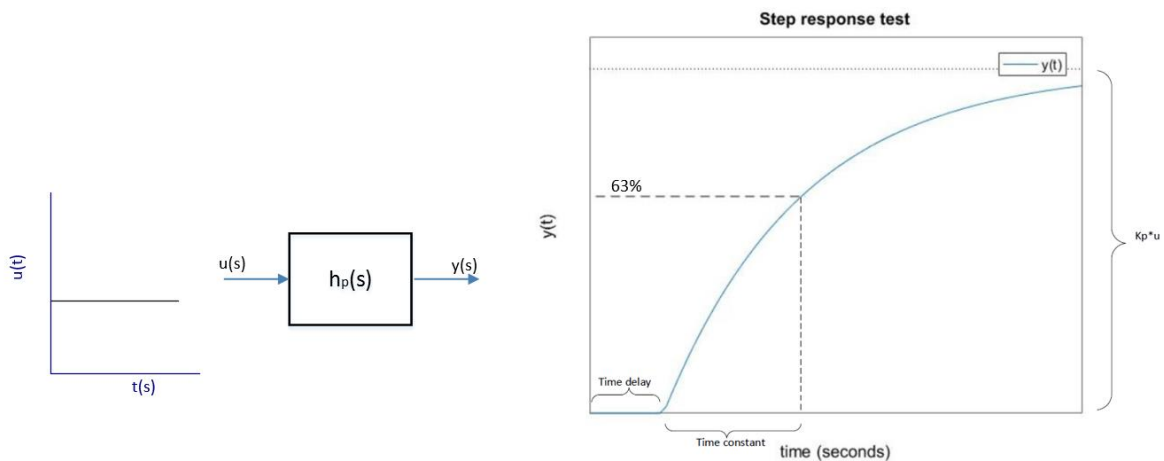 u(t)
t(s)
u(s)
hp(s)
y(s)
Step response test
y(t)
63%
y(t)
Kp*u
Time delay
Time constant
time (seconds)